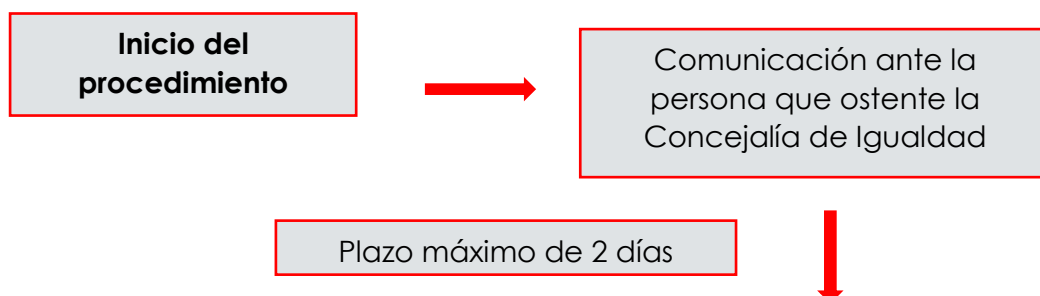 Inicio del
procedimiento
Comunicación ante la
persona que ostente la
Concejalía de Igualdad
Plazo máximo de 2 días